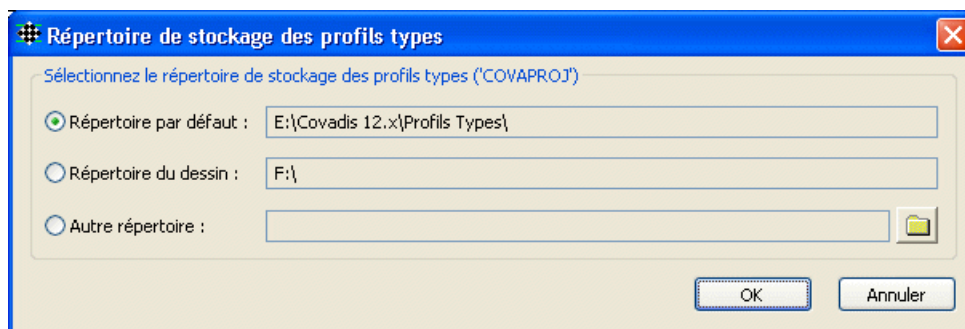 Répertoire de stockage des profils types
Sélectionnez le répertoire de stockage des profils types ('COVAPROJ')
Répertoire par défaut : E:\Covadis 12.x\Profils Types\
Répertoire du dessin : F:\
Autre répertoire :
OK Annuler